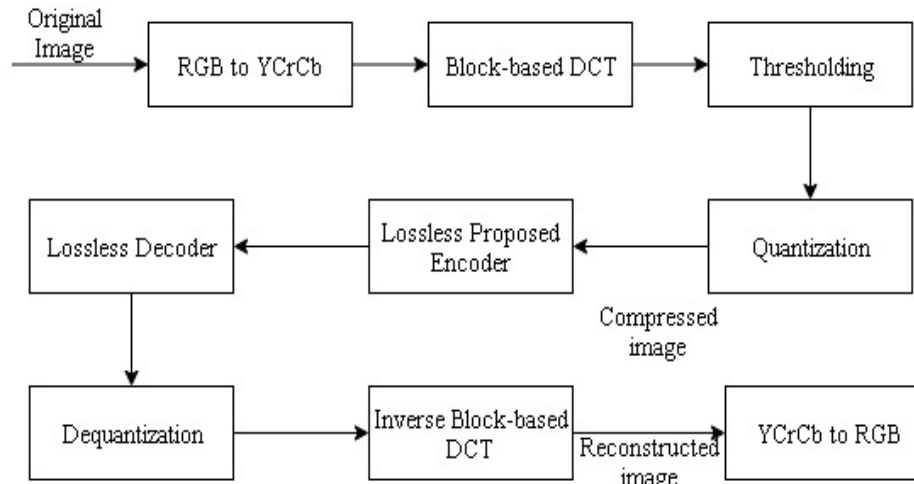 Original
Image
RGB to YCrCb
Block-based DCT
Thresholding
Lossless Decoder
Lossless Proposed
Encoder
Quantization
Compressed
image
Dequantization
Inverse Block-based
DCT
Reconstructed
image
YCrCb to RGB